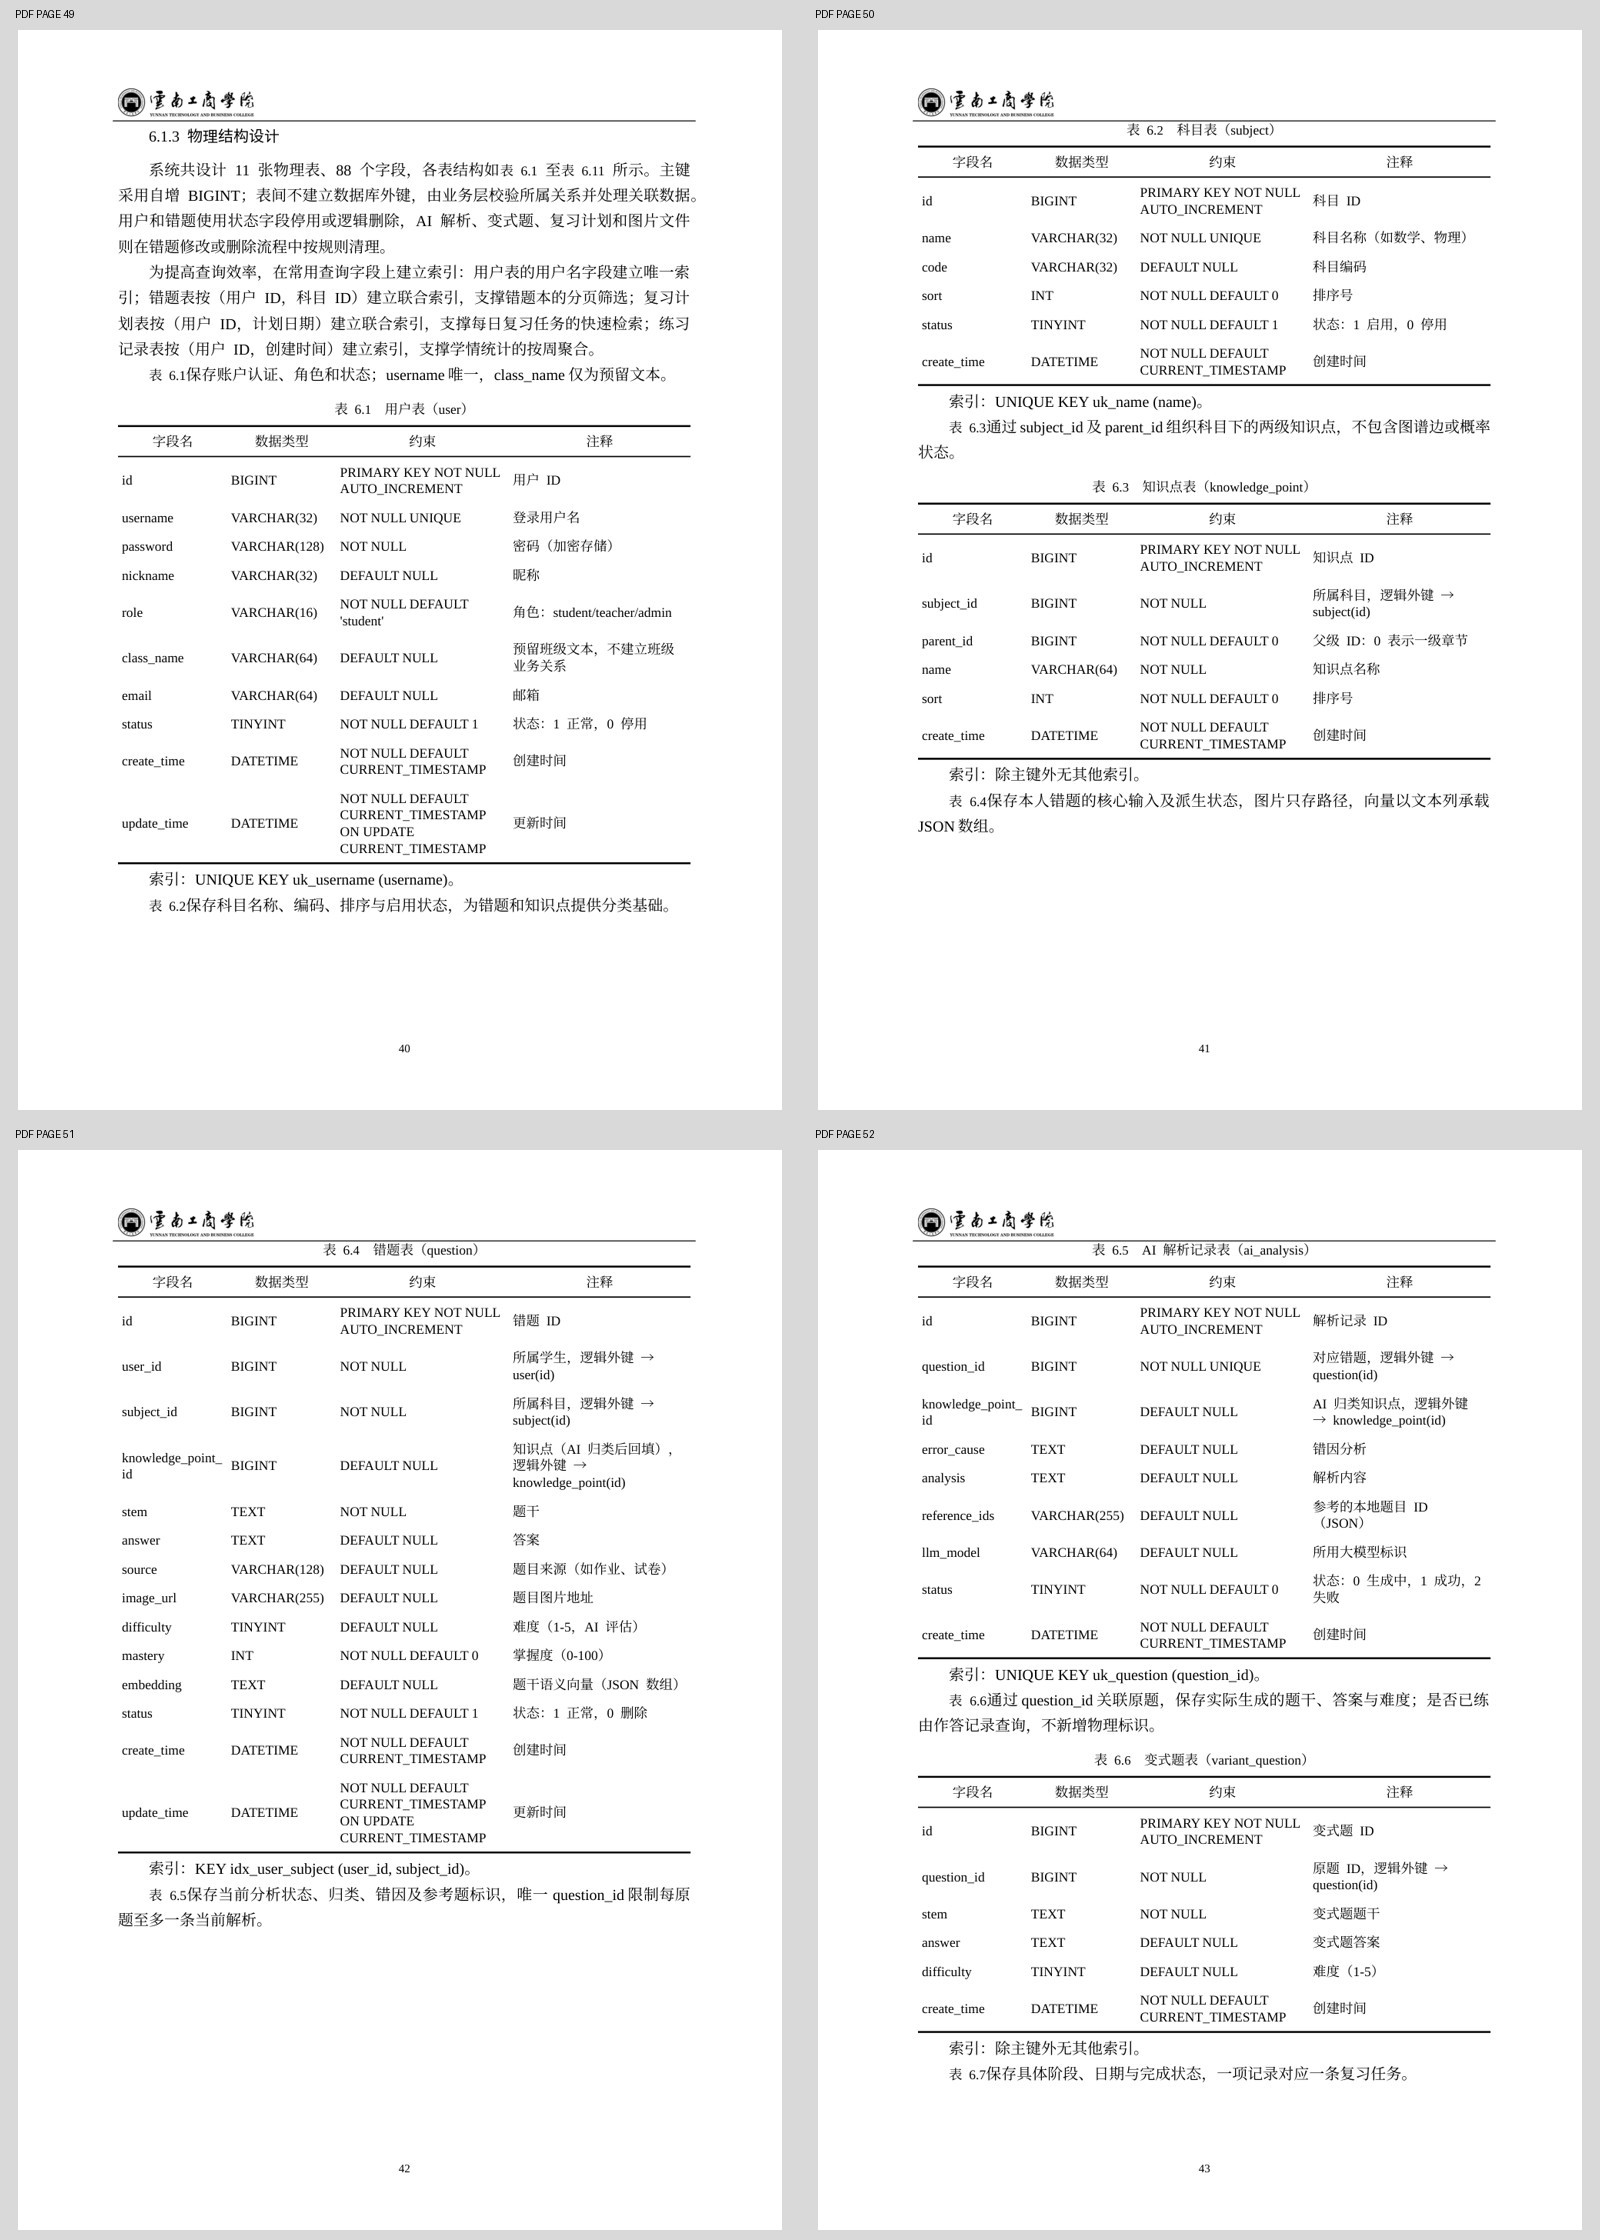 PDF PAGE 49
雲南工商學院
YUNNAN TECHNOLOGY AND BUSINESS COLLEGE
6.1.3 物理结构设计
系统共设计 11 张物理表、88 个字段，各表结构如表 6.1 至表 6.11 所示。主键
采用自增 BIGINT；表间不建立数据库外键，由业务层校验所属关系并处理关联数据。
用户和错题使用状态字段停用或逻辑删除，AI 解析、变式题、复习计划和图片文件
则在错题修改或删除流程中按规则清理。
为提高查询效率，在常用查询字段上建立索引：用户表的用户名字段建立唯一索
引；错题表按（用户 ID，科目 ID）建立联合索引，支撑错题本的分页筛选；复习计
划表按（用户 ID，计划日期）建立联合索引，支撑每日复习任务的快速检索；练习
记录表按（用户 ID，创建时间）建立索引，支撑学情统计的按周聚合。
表 6.1保存账户认证、角色和状态；username 唯一，class_name 仅为预留文本。
表 6.1 用户表（user）
字段名 数据类型 约束 注释
id BIGINT PRIMARY KEY NOT NULL AUTO_INCREMENT 用户 ID
username VARCHAR(32) NOT NULL UNIQUE 登录用户名
password VARCHAR(128) NOT NULL 密码（加密存储）
nickname VARCHAR(32) DEFAULT NULL 昵称
role VARCHAR(16) NOT NULL DEFAULT 'student' 角色：student/teacher/admin
class_name VARCHAR(64) DEFAULT NULL 预留班级文本，不建立班级业务关系
email VARCHAR(64) DEFAULT NULL 邮箱
status TINYINT NOT NULL DEFAULT 1 状态：1 正常，0 停用
create_time DATETIME NOT NULL DEFAULT CURRENT_TIMESTAMP 创建时间
update_time DATETIME NOT NULL DEFAULT CURRENT_TIMESTAMP ON UPDATE CURRENT_TIMESTAMP 更新时间
索引：UNIQUE KEY uk_username (username)。
表 6.2保存科目名称、编码、排序与启用状态，为错题和知识点提供分类基础。
40
PDF PAGE 50
雲南工商學院
YUNNAN TECHNOLOGY AND BUSINESS COLLEGE
表 6.2 科目表（subject）
字段名 数据类型 约束 注释
id BIGINT PRIMARY KEY NOT NULL AUTO_INCREMENT 科目 ID
name VARCHAR(32) NOT NULL UNIQUE 科目名称（如数学、物理）
code VARCHAR(32) DEFAULT NULL 科目编码
sort INT NOT NULL DEFAULT 0 排序号
status TINYINT NOT NULL DEFAULT 1 状态：1 启用，0 停用
create_time DATETIME NOT NULL DEFAULT CURRENT_TIMESTAMP 创建时间
索引：UNIQUE KEY uk_name (name)。
表 6.3通过 subject_id 及 parent_id 组织科目下的两级知识点，不包含图谱边或概率
状态。
表 6.3 知识点表（knowledge_point）
字段名 数据类型 约束 注释
id BIGINT PRIMARY KEY NOT NULL AUTO_INCREMENT 知识点 ID
subject_id BIGINT NOT NULL 所属科目，逻辑外键 → subject(id)
parent_id BIGINT NOT NULL DEFAULT 0 父级 ID：0 表示一级章节
name VARCHAR(64) NOT NULL 知识点名称
sort INT NOT NULL DEFAULT 0 排序号
create_time DATETIME NOT NULL DEFAULT CURRENT_TIMESTAMP 创建时间
索引：除主键外无其他索引。
表 6.4保存本人错题的核心输入及派生状态，图片只存路径，向量以文本列承载
JSON 数组。
41
PDF PAGE 51
雲南工商學院
YUNNAN TECHNOLOGY AND BUSINESS COLLEGE
表 6.4 错题表（question）
字段名 数据类型 约束 注释
id BIGINT PRIMARY KEY NOT NULL AUTO_INCREMENT 错题 ID
user_id BIGINT NOT NULL 所属学生，逻辑外键 → user(id)
subject_id BIGINT NOT NULL 所属科目，逻辑外键 → subject(id)
knowledge_point_id BIGINT DEFAULT NULL 知识点（AI 归类后回填），逻辑外键 → knowledge_point(id)
stem TEXT NOT NULL 题干
answer TEXT DEFAULT NULL 答案
source VARCHAR(128) DEFAULT NULL 题目来源（如作业、试卷）
image_url VARCHAR(255) DEFAULT NULL 题目图片地址
difficulty TINYINT DEFAULT NULL 难度（1-5，AI 评估）
mastery INT NOT NULL DEFAULT 0 掌握度（0-100）
embedding TEXT DEFAULT NULL 题干语义向量（JSON 数组）
status TINYINT NOT NULL DEFAULT 1 状态：1 正常，0 删除
create_time DATETIME NOT NULL DEFAULT CURRENT_TIMESTAMP 创建时间
update_time DATETIME NOT NULL DEFAULT CURRENT_TIMESTAMP ON UPDATE CURRENT_TIMESTAMP 更新时间
索引：KEY idx_user_subject (user_id, subject_id)。
表 6.5保存当前分析状态、归类、错因及参考题标识，唯一 question_id 限制每原
题至多一条当前解析。
42
PDF PAGE 52
雲南工商學院
YUNNAN TECHNOLOGY AND BUSINESS COLLEGE
表 6.5 AI 解析记录表（ai_analysis）
字段名 数据类型 约束 注释
id BIGINT PRIMARY KEY NOT NULL AUTO_INCREMENT 解析记录 ID
question_id BIGINT NOT NULL UNIQUE 对应错题，逻辑外键 → question(id)
knowledge_point_id BIGINT DEFAULT NULL AI 归类知识点，逻辑外键 → knowledge_point(id)
error_cause TEXT DEFAULT NULL 错因分析
analysis TEXT DEFAULT NULL 解析内容
reference_ids VARCHAR(255) DEFAULT NULL 参考的本地题目 ID（JSON）
llm_model VARCHAR(64) DEFAULT NULL 所用大模型标识
status TINYINT NOT NULL DEFAULT 0 状态：0 生成中，1 成功，2 失败
create_time DATETIME NOT NULL DEFAULT CURRENT_TIMESTAMP 创建时间
索引：UNIQUE KEY uk_question (question_id)。
表 6.6通过 question_id 关联原题，保存实际生成的题干、答案与难度；是否已练
由作答记录查询，不新增物理标识。
表 6.6 变式题表（variant_question）
字段名 数据类型 约束 注释
id BIGINT PRIMARY KEY NOT NULL AUTO_INCREMENT 变式题 ID
question_id BIGINT NOT NULL 原题 ID，逻辑外键 → question(id)
stem TEXT NOT NULL 变式题题干
answer TEXT DEFAULT NULL 变式题答案
difficulty TINYINT DEFAULT NULL 难度（1-5）
create_time DATETIME NOT NULL DEFAULT CURRENT_TIMESTAMP 创建时间
索引：除主键外无其他索引。
表 6.7保存具体阶段、日期与完成状态，一项记录对应一条复习任务。
43